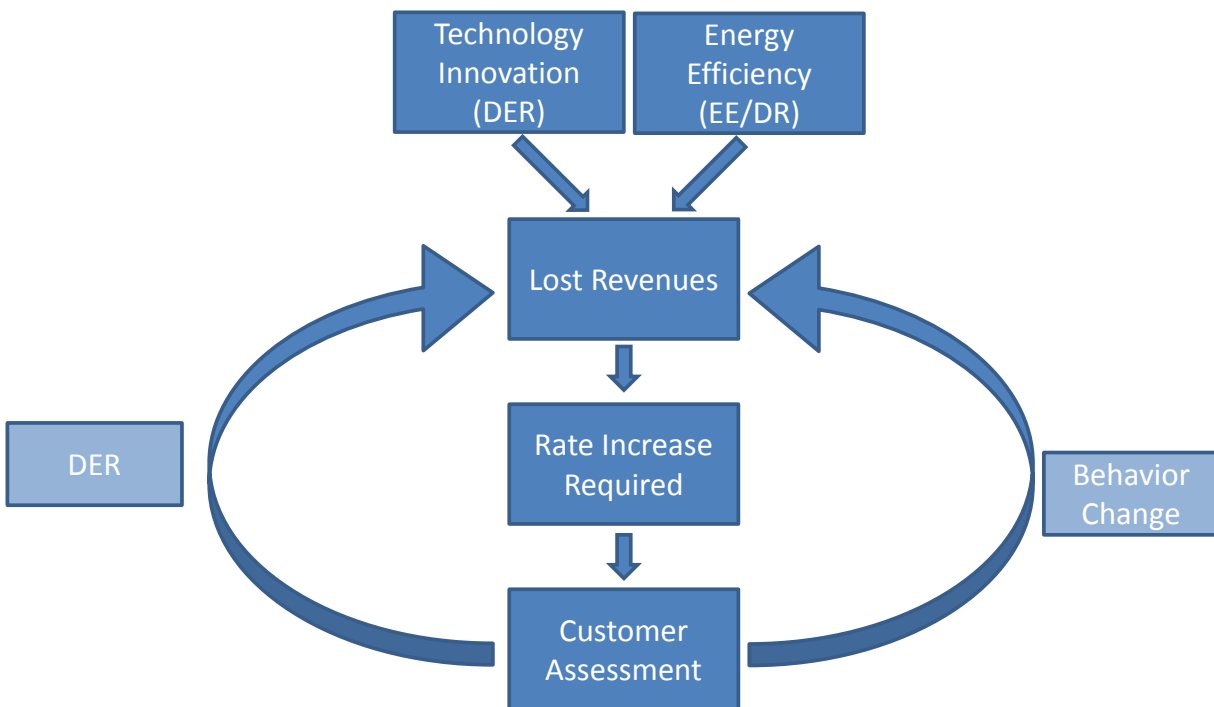 Technology
Innovation
(DER)
Energy
Efficiency
(EE/DR)
Lost Revenues
Rate Increase
Required
DER
Behavior
Change
Customer
Assessment